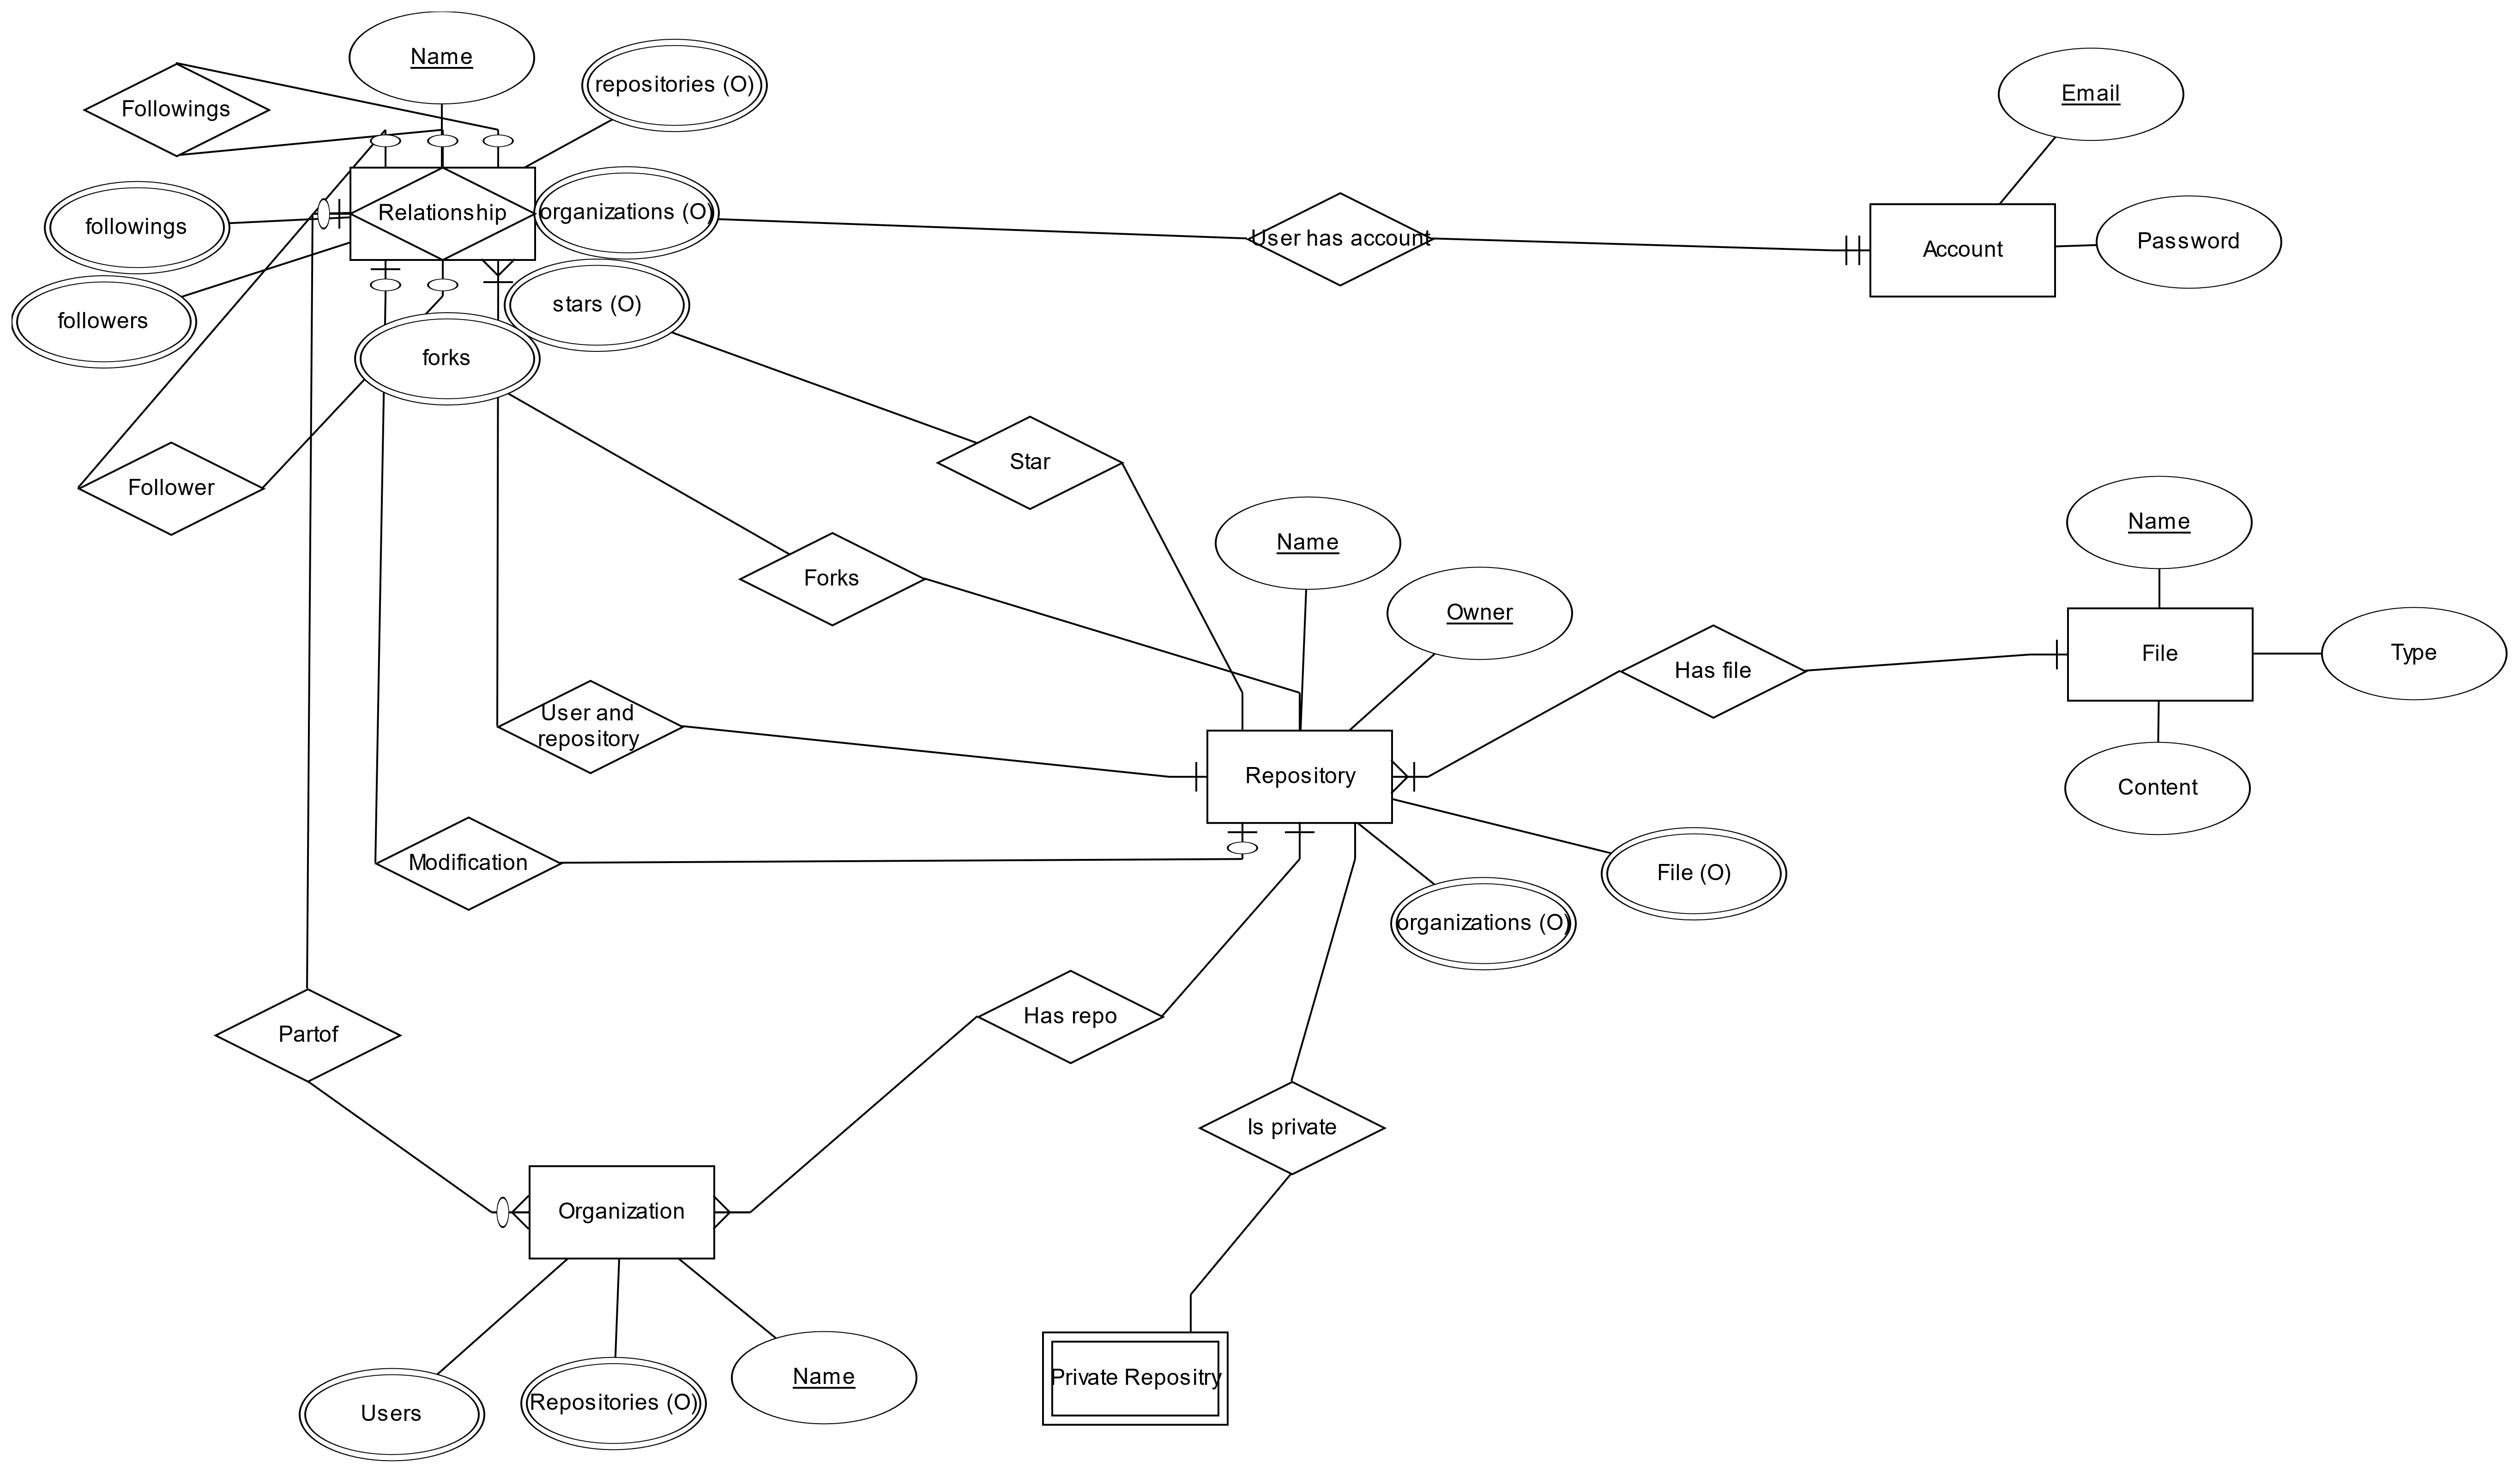 Name
repositories (O)
Email
Followings
Relationship
organizations (O)
followings
User has account
Account
Password
followers
stars (O)
forks
Star
Follower
Name
Name
Forks
Owner
Has file
File
Type
User and
repository
Repository
Content
Modification
File (O)
organizations (O)
Has repo
Partof
Is private
Organization
Users
Repositories (O)
Name
Private Repositry